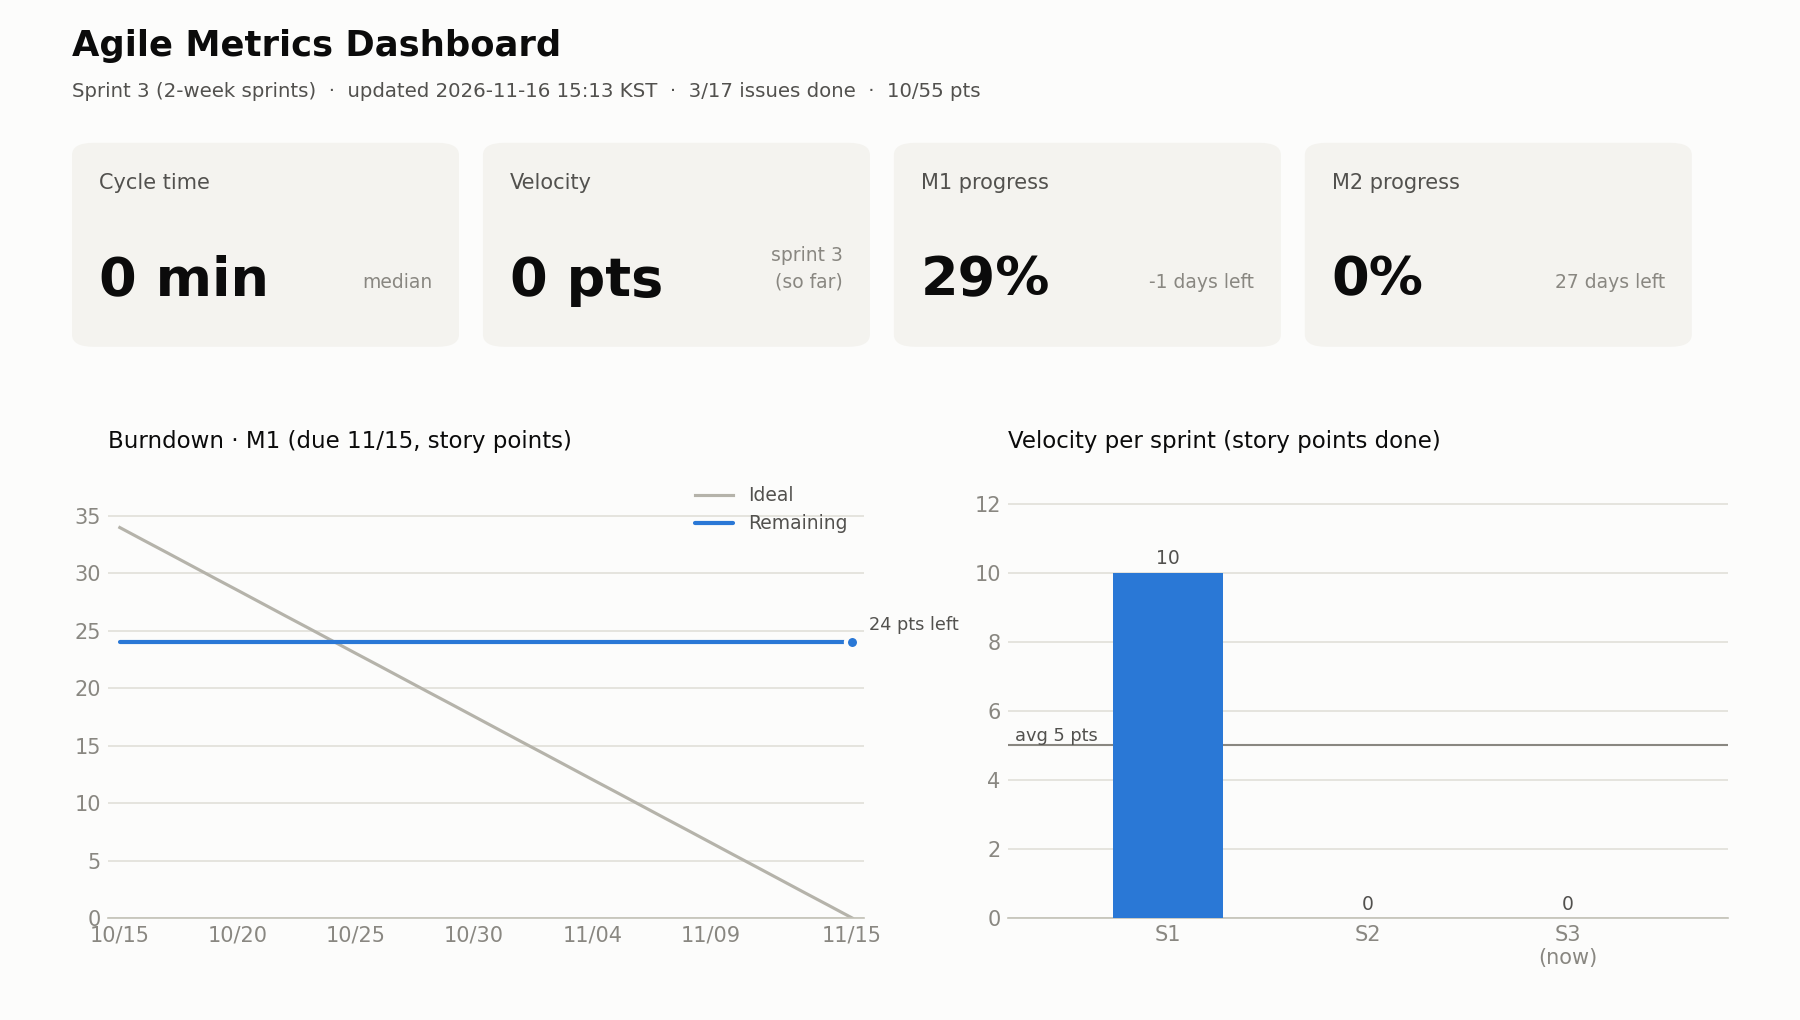 Agile Metrics Dashboard
Sprint 3 (2-week sprints)  ·  updated 2026-11-16 15:13 KST  ·  3/17 issues done  ·  10/55 pts
Cycle time
0 min
median
Velocity
0 pts
sprint 3
(so far)
M1 progress
29%
-1 days left
M2 progress
0%
27 days left
Burndown · M1 (due 11/15, story points)
Ideal
Remaining
35
30
25
20
15
10
5
0
24 pts left
10/15
10/20
10/25
10/30
11/04
11/09
11/15
Velocity per sprint (story points done)
12
10
8
6
4
2
0
avg 5 pts
10
0
0
S1
S2
S3
(now)